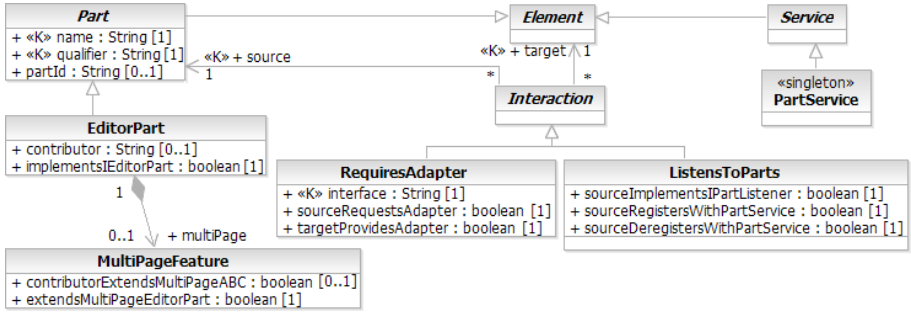 Part
+ «K» name : String [1]
+ «K» qualifier : String [1]
+ partId : String [0..1]
Element
Service
«K» + source
1
*
«K» + target
1
*
Interaction
«singleton»
PartService
EditorPart
+ contributor : String [0..1]
+ implementsIEditorPart : boolean [1]
1
0..1
+ multiPage
RequiresAdapter
+ «K» interface : String [1]
+ sourceRequestsAdapter : boolean [1]
+ targetProvidesAdapter : boolean [1]
ListensToParts
+ sourceImplementsIPartListener : boolean [1]
+ sourceRegistersWithPartService : boolean [1]
+ sourceDeregistersWithPartService : boolean [1]
MultiPageFeature
+ contributorExtendsMultiPageABC : boolean [0..1]
+ extendsMultiPageEditorPart : boolean [1]